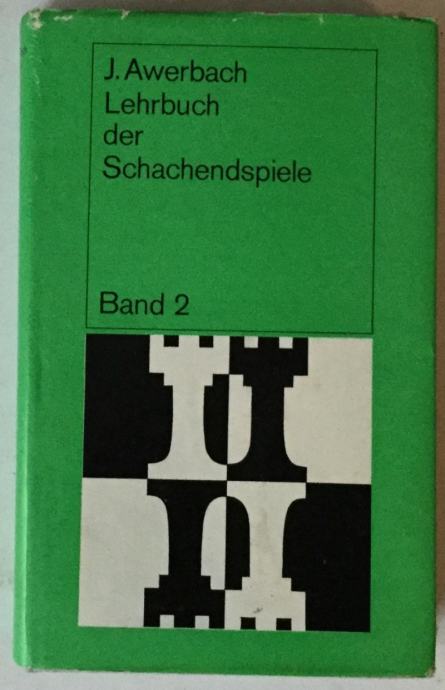 J. Awerbach
Lehrbuch
der
Schachendspiele
Band 2